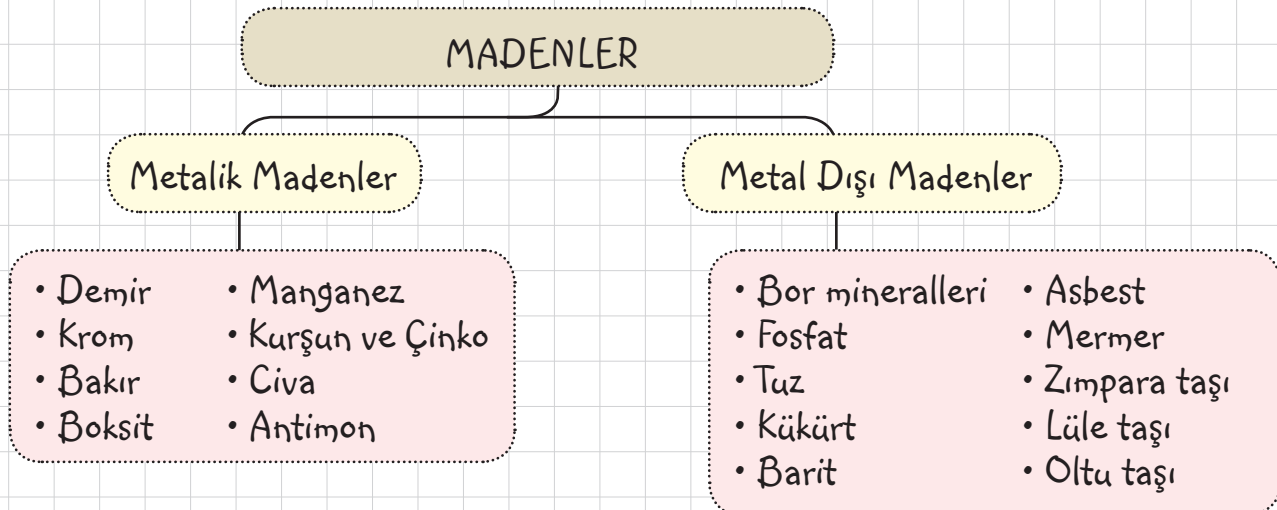 MADENLER
Metalik Madenler
• Demir
• Krom
• Bakır
• Boksit
• Manganez
• Kurşun ve Çinko
• Civa
• Antimon
Metal Dışı Madenler
• Bor mineralleri
• Fosfat
• Tuz
• Kükürt
• Barit
• Asbest
• Mermer
• Zımpara taşı
• Lüle taşı
• Oltu taşı